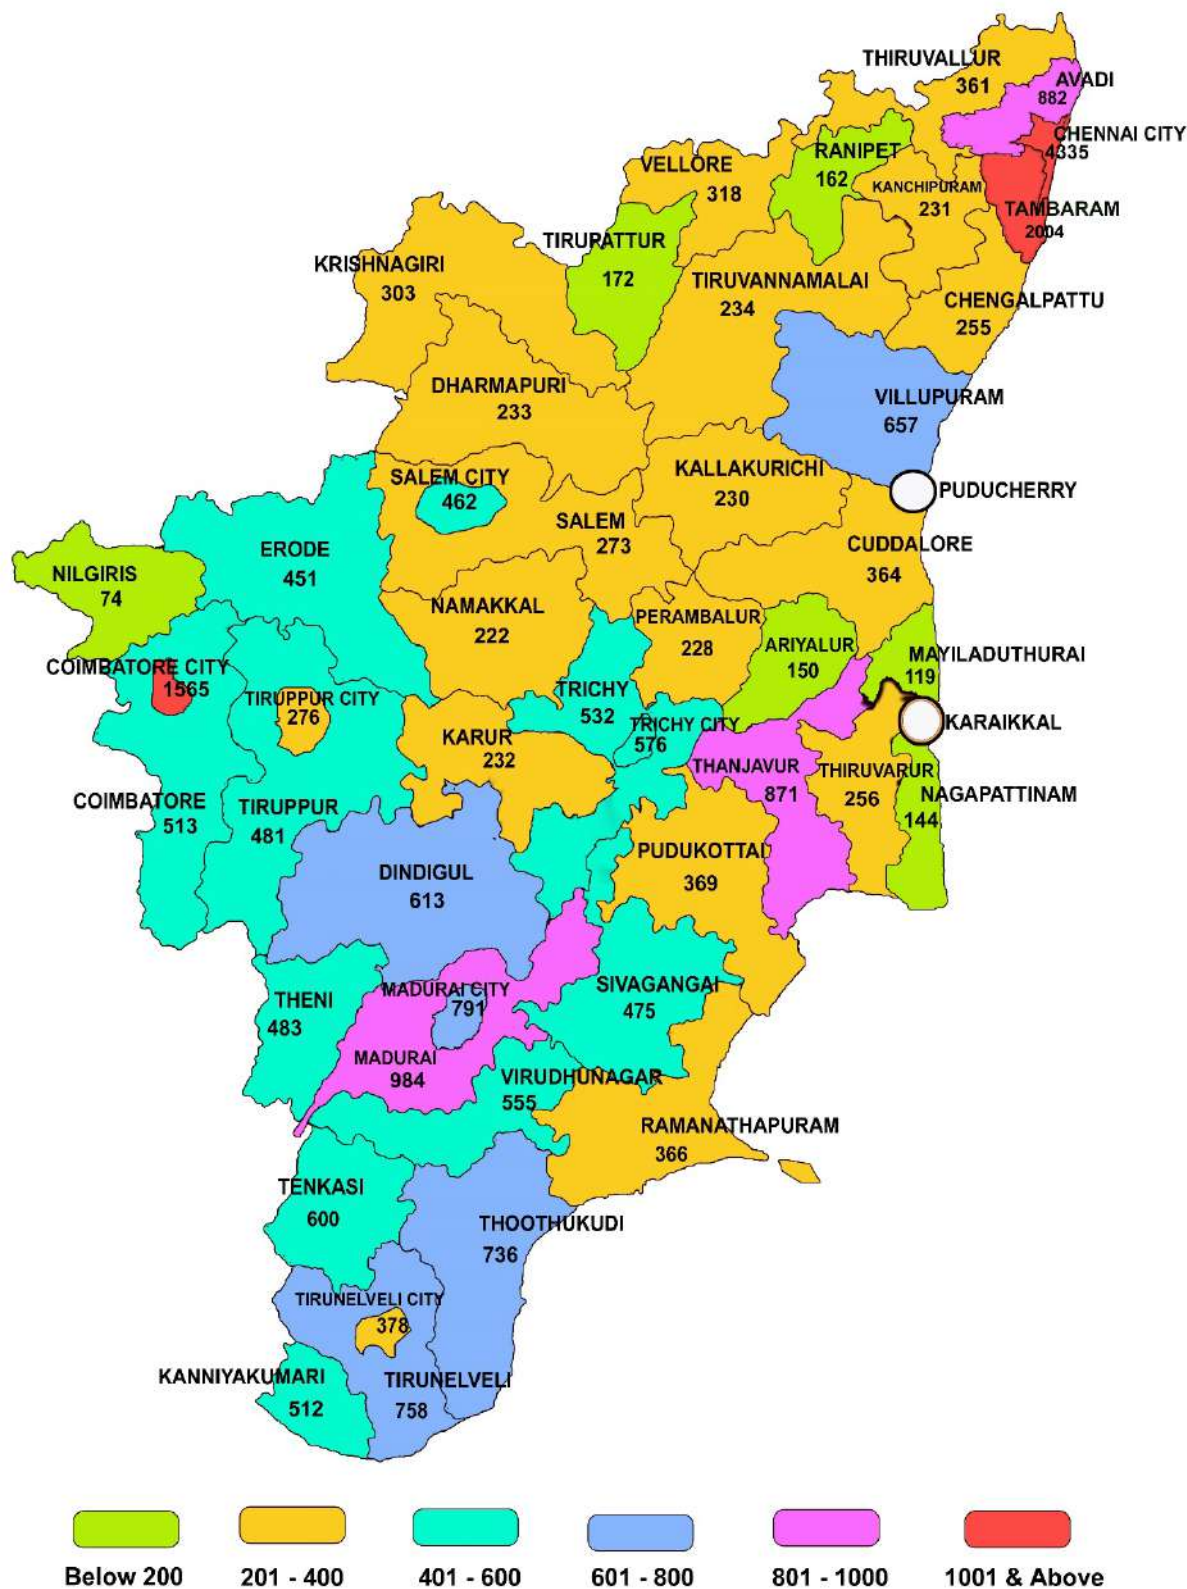 THIRUVALLUR
361
AVADI
882
CHENNAI CITY
4335
RANIPET
162
VELLORE
318
KANCHIPURAM
231
TAMBARAM
2004
TIRUPATTUR
172
KRISHNAGIRI
303
TIRUVANNAMALAI
234
CHENGALPATTU
255
DHARMAPURI
233
VILLUPURAM
657
KALLAKURICHI
230
SALEM CITY
462
PUDUCHERRY
SALEM
273
CUDDALORE
364
ERODE
451
NILGIRIS
74
NAMAKKAL
222
PERAMBALUR
228
ARIYALUR
150
MAYILADUTHURAI
119
COIMBATORE CITY
1565
TIRUPPUR CITY
276
TRICHY
532
TRICHY CITY
576
KARAIKKAL
KARUR
232
THANJAVUR
871
THIRUVARUR
256
NAGAPATTINAM
144
COIMBATORE
513
TIRUPPUR
481
PUDUKOTTAI
369
DINDIGUL
613
SIVAGANGAI
475
MADURAI CITY
791
THENI
483
MADURAI
984
VIRUDHUNAGAR
555
RAMANATHAPURAM
366
TENKASI
600
THOOTHUKUDI
736
TIRUNELVELI CITY
378
KANNIYAKUMARI
512
TIRUNELVELI
758
Below 200
201 - 400
401 - 600
601 - 800
801 - 1000
1001 & Above